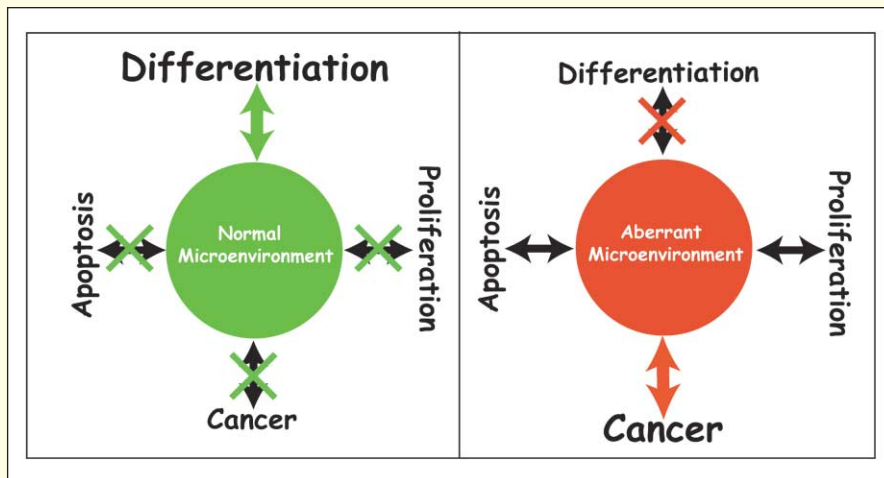 Differentiation
Apoptosis
Normal
Microenvironment
Proliferation
Cancer
Differentiation
Apoptosis
Aberrant
Microenvironment
Proliferation
Cancer